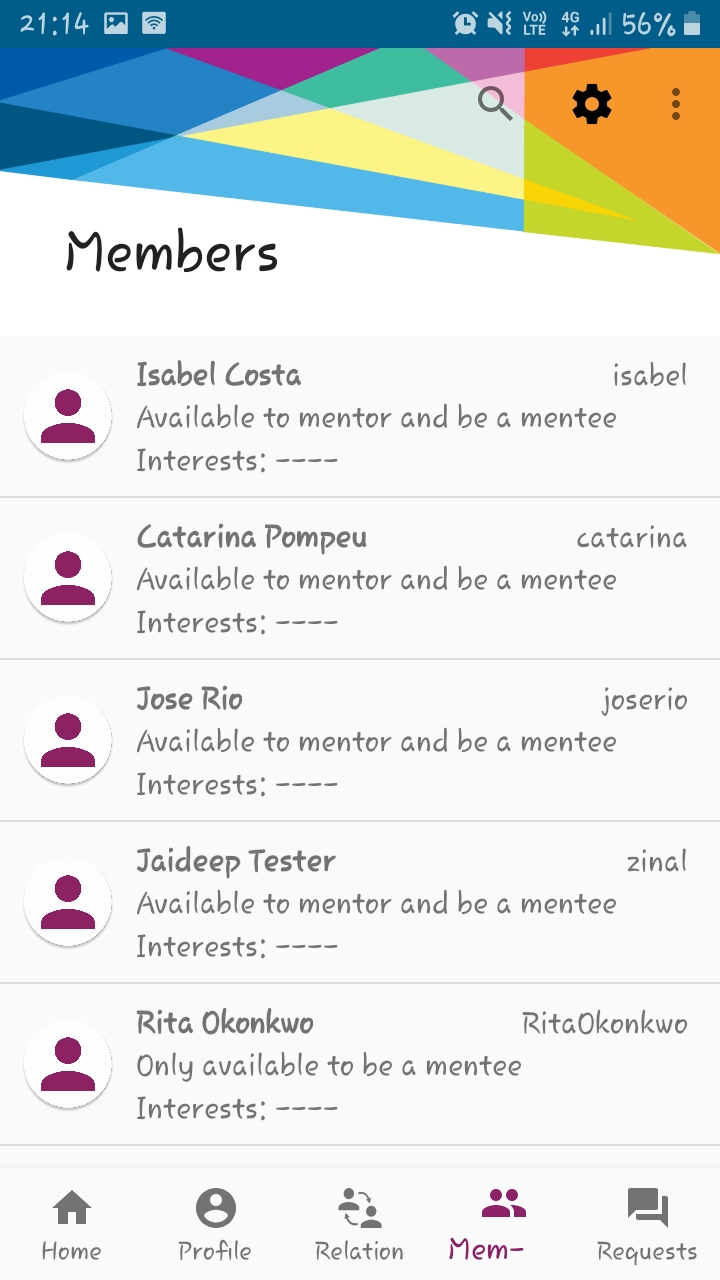 21:14 Vo)) LTE 4G 56%
Members
Isabel Costa isabel
Available to mentor and be a mentee
Interests: ----
Catarina Pompeu catarina
Available to mentor and be a mentee
Interests: ----
Jose Rio joserio
Available to mentor and be a mentee
Interests: ----
Jaideep Tester zinal
Available to mentor and be a mentee
Interests: ----
Rita Okonkwo RitaOkonkwo
Only available to be a mentee
Interests: ----
Home Profile Relation Mem- Requests